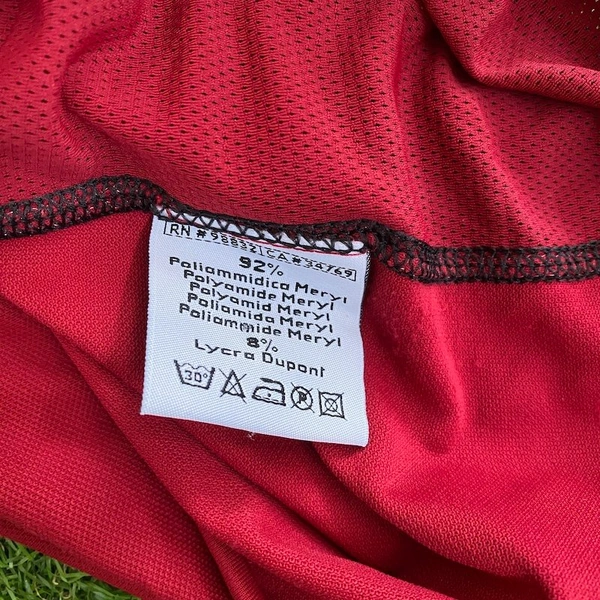 RN #98832 CA #34769
92%
Poliammidica Meryl
Polyamide Meryl
Polyamid Meryl
Poliamida Meryl
Poliammide Meryl
8%
Lycra Dupont
30°
P